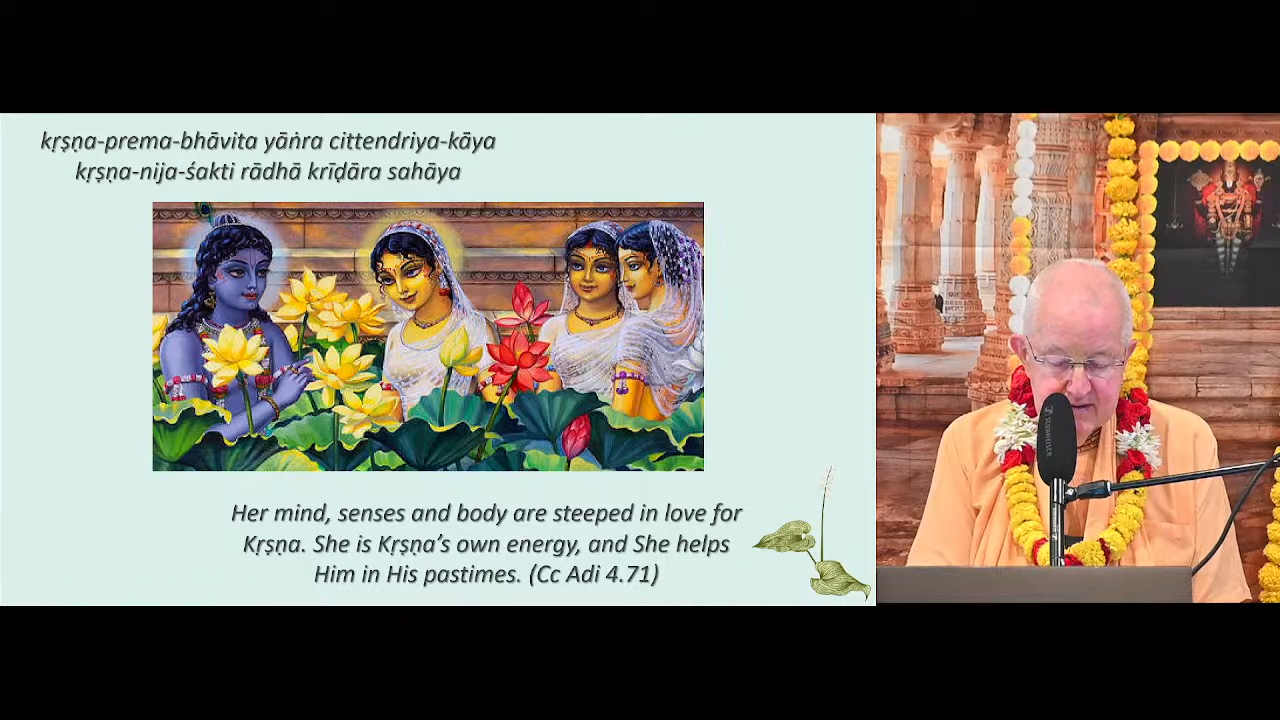 kṛṣṇa-prema-bhāvita yāṅra cittendriya-kāya
kṛṣṇa-nija-śakti rādhā krīḍāra sahāya
Her mind, senses and body are steeped in love for
Kṛṣṇa. She is Kṛṣṇa’s own energy, and She helps
Him in His pastimes. (Cc Adi 4.71)
SENNHEISER